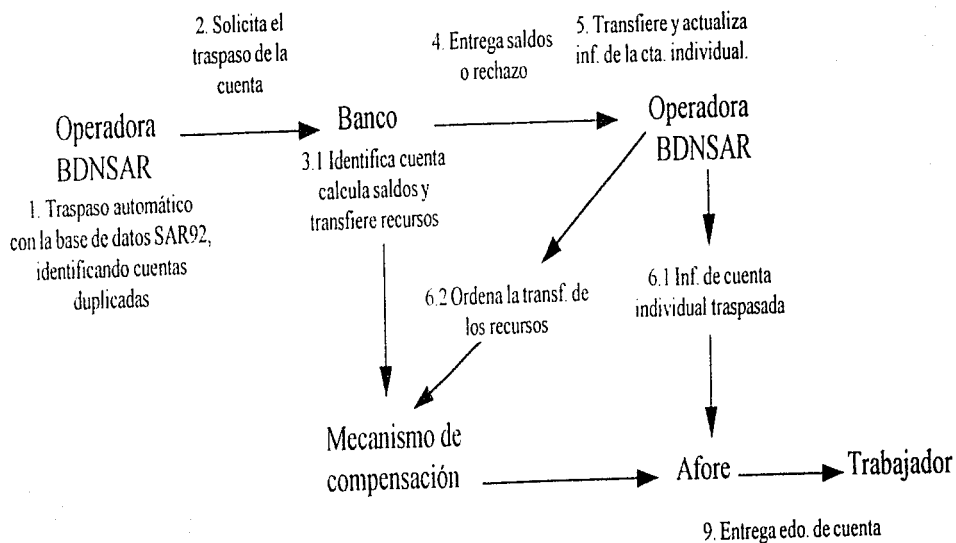 2. Solicita el
traspaso de la
cuenta
4. Entrega saldos
o rechazo
5. Transfiere y actualiza
inf. de la cta. individual.
Operadora
BDNSAR
Banco
Operadora
BDNSAR
1. Traspaso automático
con la base de datos SAR92,
identificando cuentas
duplicadas
3.1 Identifica cuenta
calcula saldos y
transfiere recursos
6.2 Ordena la transf. de
los recursos
6.1 Inf. de cuenta
individual traspasada
Mecanismo de
compensación
Afore
Trabajador
9. Entrega edo. de cuenta